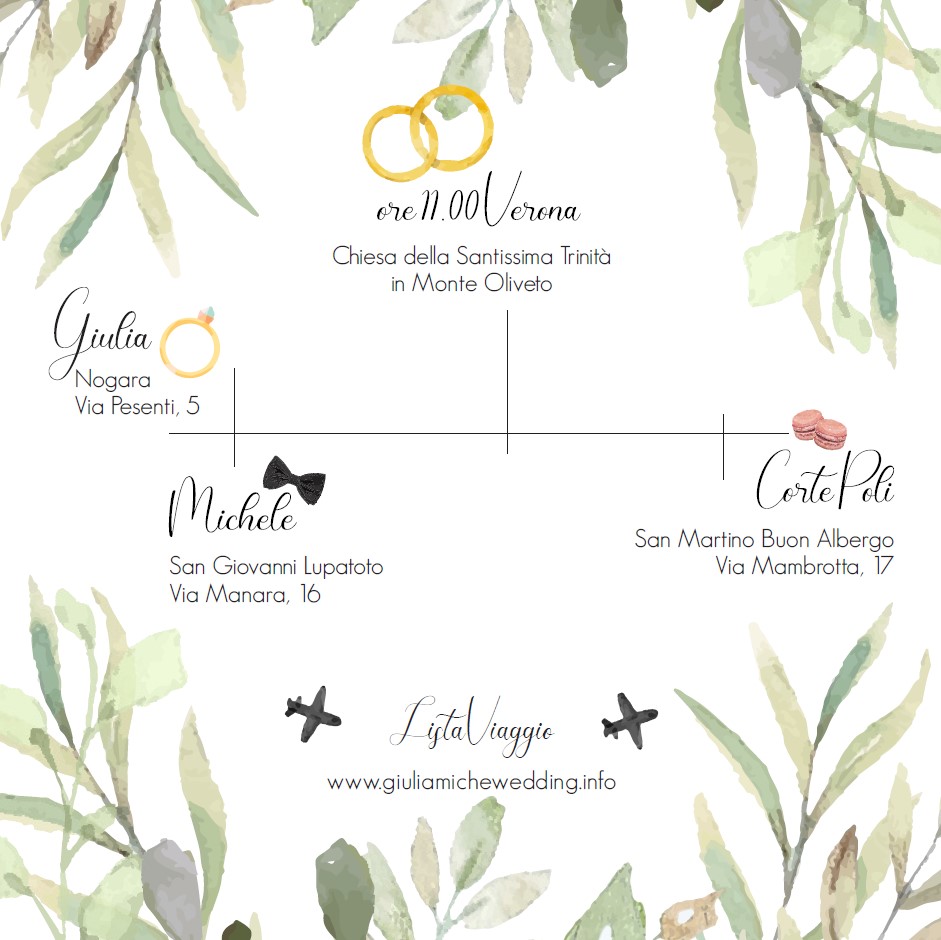 ore 11.00 Verona
Chiesa della Santissima Trinità
in Monte Oliveto
Giulia
Nogara
Via Pesenti, 5
Michele
San Giovanni Lupatoto
Via Manara, 16
Corte Poli
San Martino Buon Albergo
Via Mambrotta, 17
Lista Viaggio
www.giuliamichewedding.info